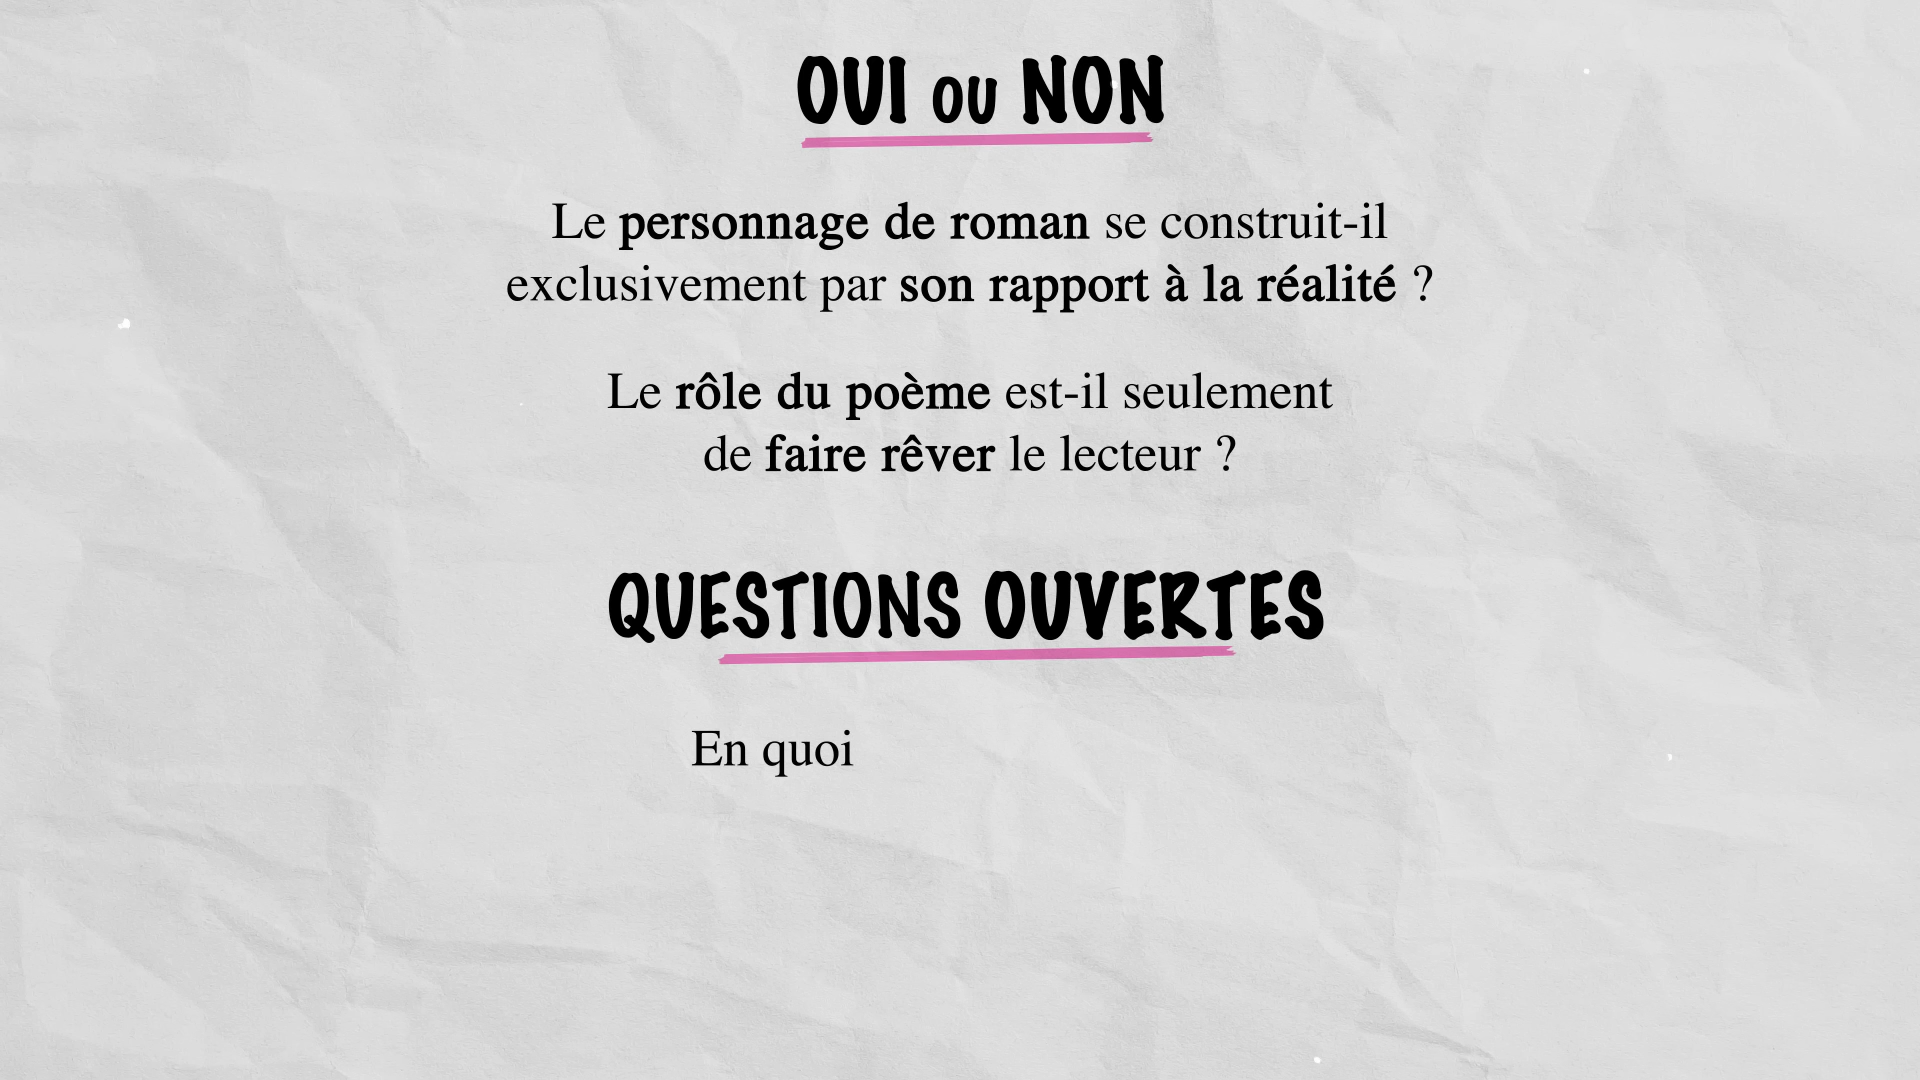 OUI OU NON
Le personnage de roman se construit-il
exclusivement par son rapport à la réalité ?
Le rôle du poème est-il seulement
de faire rêver le lecteur ?
QUESTIONS OUVERTES
En quoi